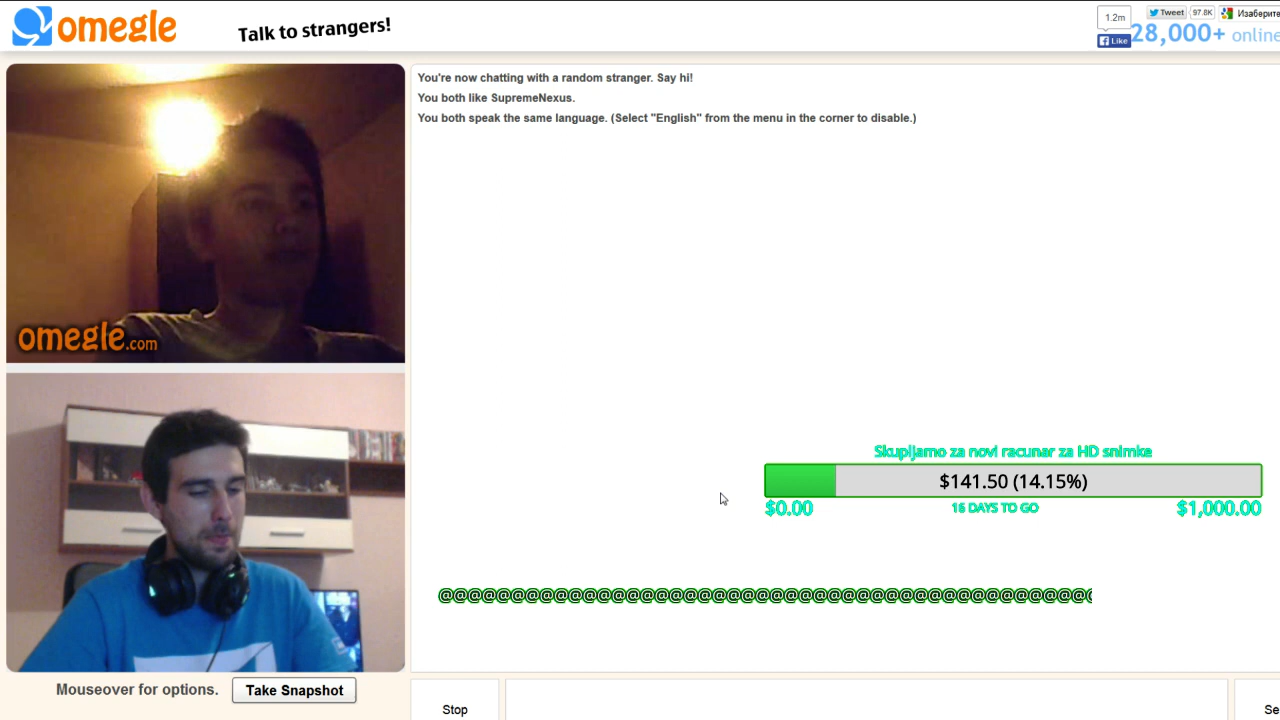 omegle
Talk to strangers!
1.2m
Like
Tweet
97.8K
Изаберите
28,000+ online
You're now chatting with a random stranger. Say hi!
You both like SupremeNexus.
You both speak the same language. (Select "English" from the menu in the corner to disable.)
omegle.com
Skupljamo za novi racunar za HD snimke
$141.50 (14.15%)
$0.00
16 DAYS TO GO
$1,000.00
@@@@@@@@@@@@@@@@@@@@@@@@@@@@@@@@@@@@@@@@@@@@@
Mouseover for options.
Take Snapshot
Stop
Se